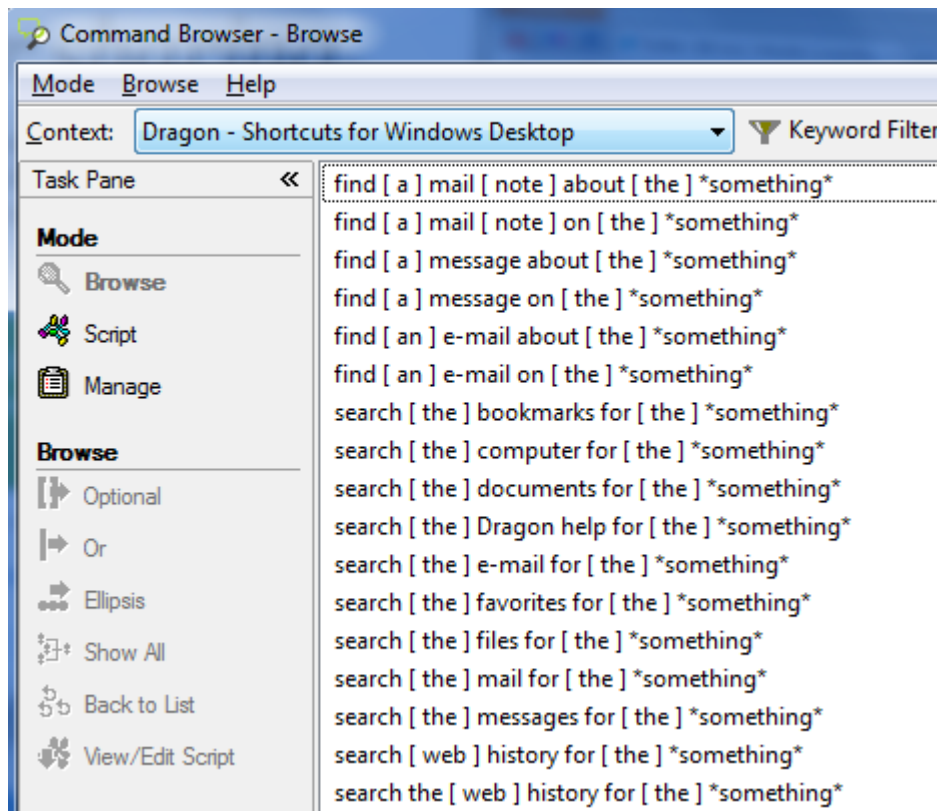 Command Browser - Browse
Mode Browse Help
Context: Dragon - Shortcuts for Windows Desktop Keyword Filter
Task Pane «
Mode
Browse
Script
Manage
Browse
Optional
Or
Ellipsis
Show All
Back to List
View/Edit Script
find [ a ] mail [ note ] about [ the ] *something*
find [ a ] mail [ note ] on [ the ] *something*
find [ a ] message about [ the ] *something*
find [ a ] message on [ the ] *something*
find [ an ] e-mail about [ the ] *something*
find [ an ] e-mail on [ the ] *something*
search [ the ] bookmarks for [ the ] *something*
search [ the ] computer for [ the ] *something*
search [ the ] documents for [ the ] *something*
search [ the ] Dragon help for [ the ] *something*
search [ the ] e-mail for [ the ] *something*
search [ the ] favorites for [ the ] *something*
search [ the ] files for [ the ] *something*
search [ the ] mail for [ the ] *something*
search [ the ] messages for [ the ] *something*
search [ web ] history for [ the ] *something*
search the [ web ] history for [ the ] *something*